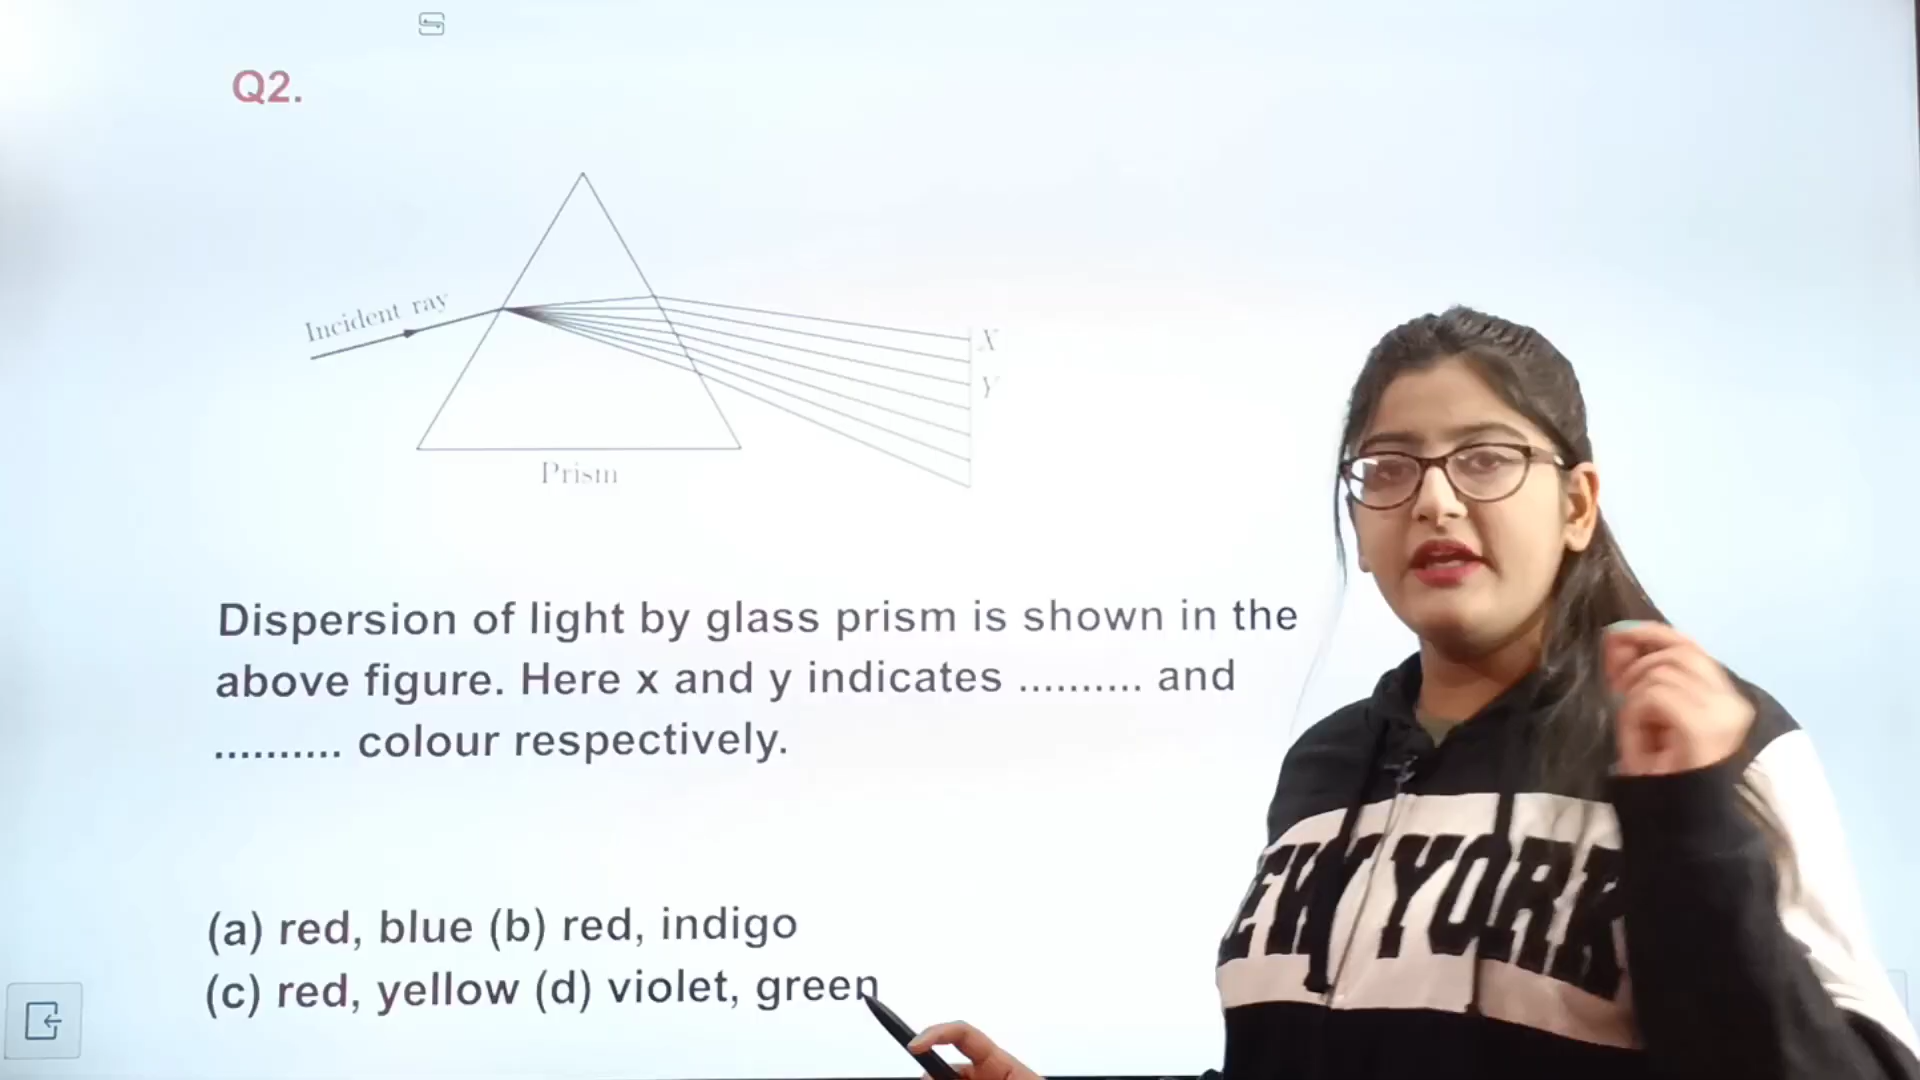 Q2.
Incident ray
X
Y
Prism
Dispersion of light by glass prism is shown in the
above figure. Here x and y indicates .......... and
.......... colour respectively.
(a) red, blue (b) red, indigo
(c) red, yellow (d) violet, green
EW YORK